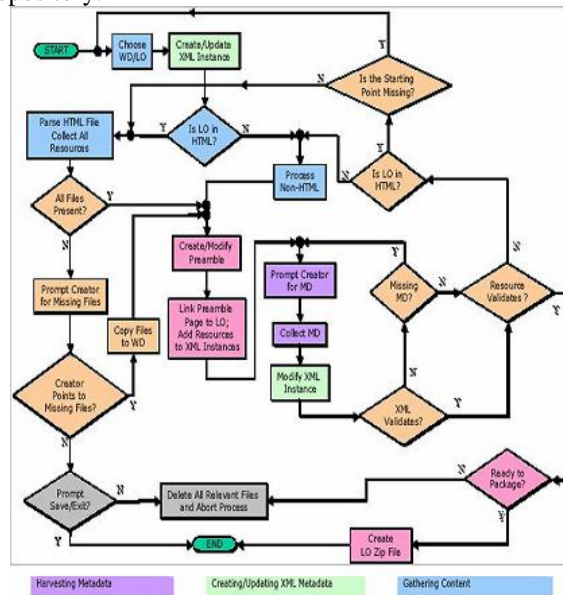 epository.
Y
START
Choose
WD/LO
Create/Update
XML Instance
N
Is the Starting
Point Missing?
Parse HTML File
Collect All
Resources
Y
Is LO in
HTML?
N
Y
Process
Non-HTML
N
Is LO in
HTML?
All Files
Present?
Y
N
N
Create/Modify
Preamble
Prompt Creator
for MD
Y
Missing
MD?
N
Resource
Validates ?
Y
Prompt Creator
for Missing Files
Copy Files
to WD
Link Preamble
Page to LO;
Add Resources
to XML Instances
Collect MD
Modify XML
Instance
N
Creator
Points to
Missing Files?
Y
XML
Validates?
Y
N
Prompt
Save/Exit?
N
Delete All Relevant Files
and Abort Process
N
Ready to
Package?
Y
END
Create
LO Zip File
Harvesting Metadata
Creating/Updating XML Metadata
Gathering Content